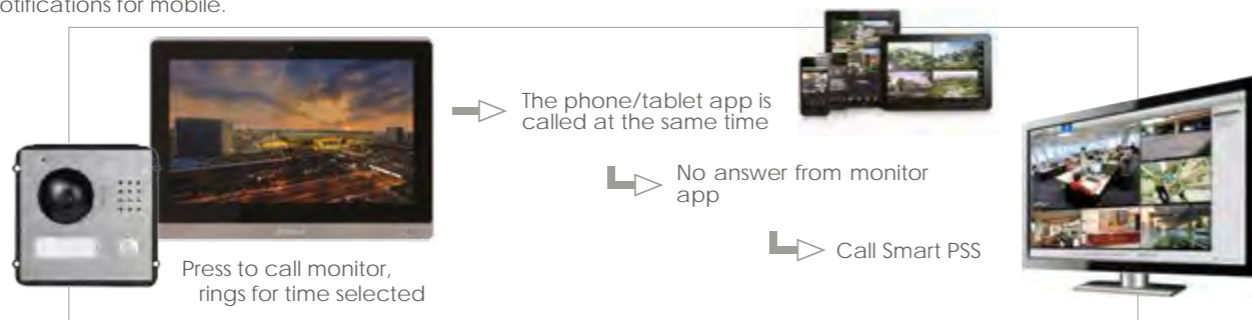 otifications for mobile.
The phone/tablet app is
called at the same time
No answer from monitor
app
Call Smart PSS
Press to call monitor,
rings for time selected